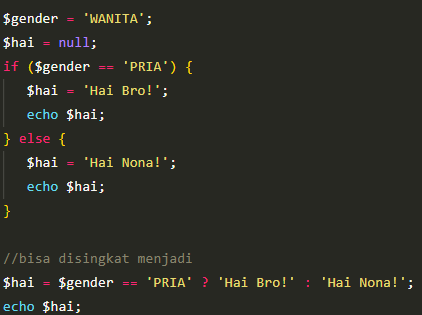 $gender = 'WANITA';
$hai = null;
if ($gender == 'PRIA') {
   $hai = 'Hai Bro!';
   echo $hai;
} else {
   $hai = 'Hai Nona!';
   echo $hai;
}

//bisa disingkat menjadi
$hai = $gender == 'PRIA' ? 'Hai Bro!' : 'Hai Nona!';
echo $hai;